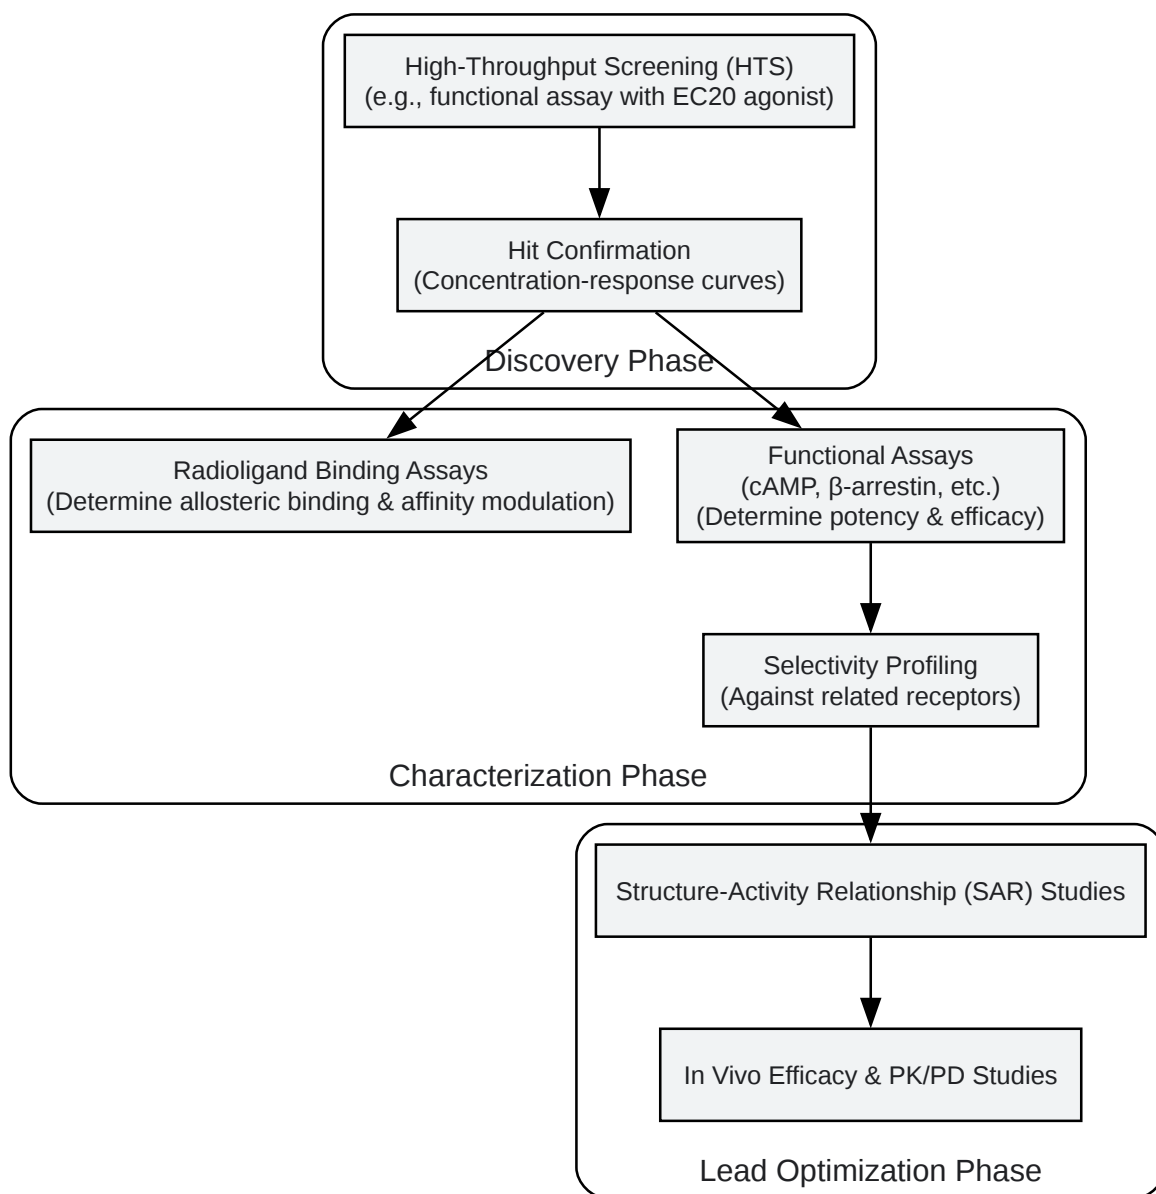 High-Throughput Screening (HTS)
(e.g., functional assay with EC20 agonist)
Hit Confirmation
(Concentration-response curves)
Discovery Phase
Radioligand Binding Assays
(Determine allosteric binding & affinity modulation)
Functional Assays
(cAMP, β-arrestin, etc.)
(Determine potency & efficacy)
Selectivity Profiling
(Against related receptors)
Characterization Phase
Structure-Activity Relationship (SAR) Studies
In Vivo Efficacy & PK/PD Studies
Lead Optimization Phase